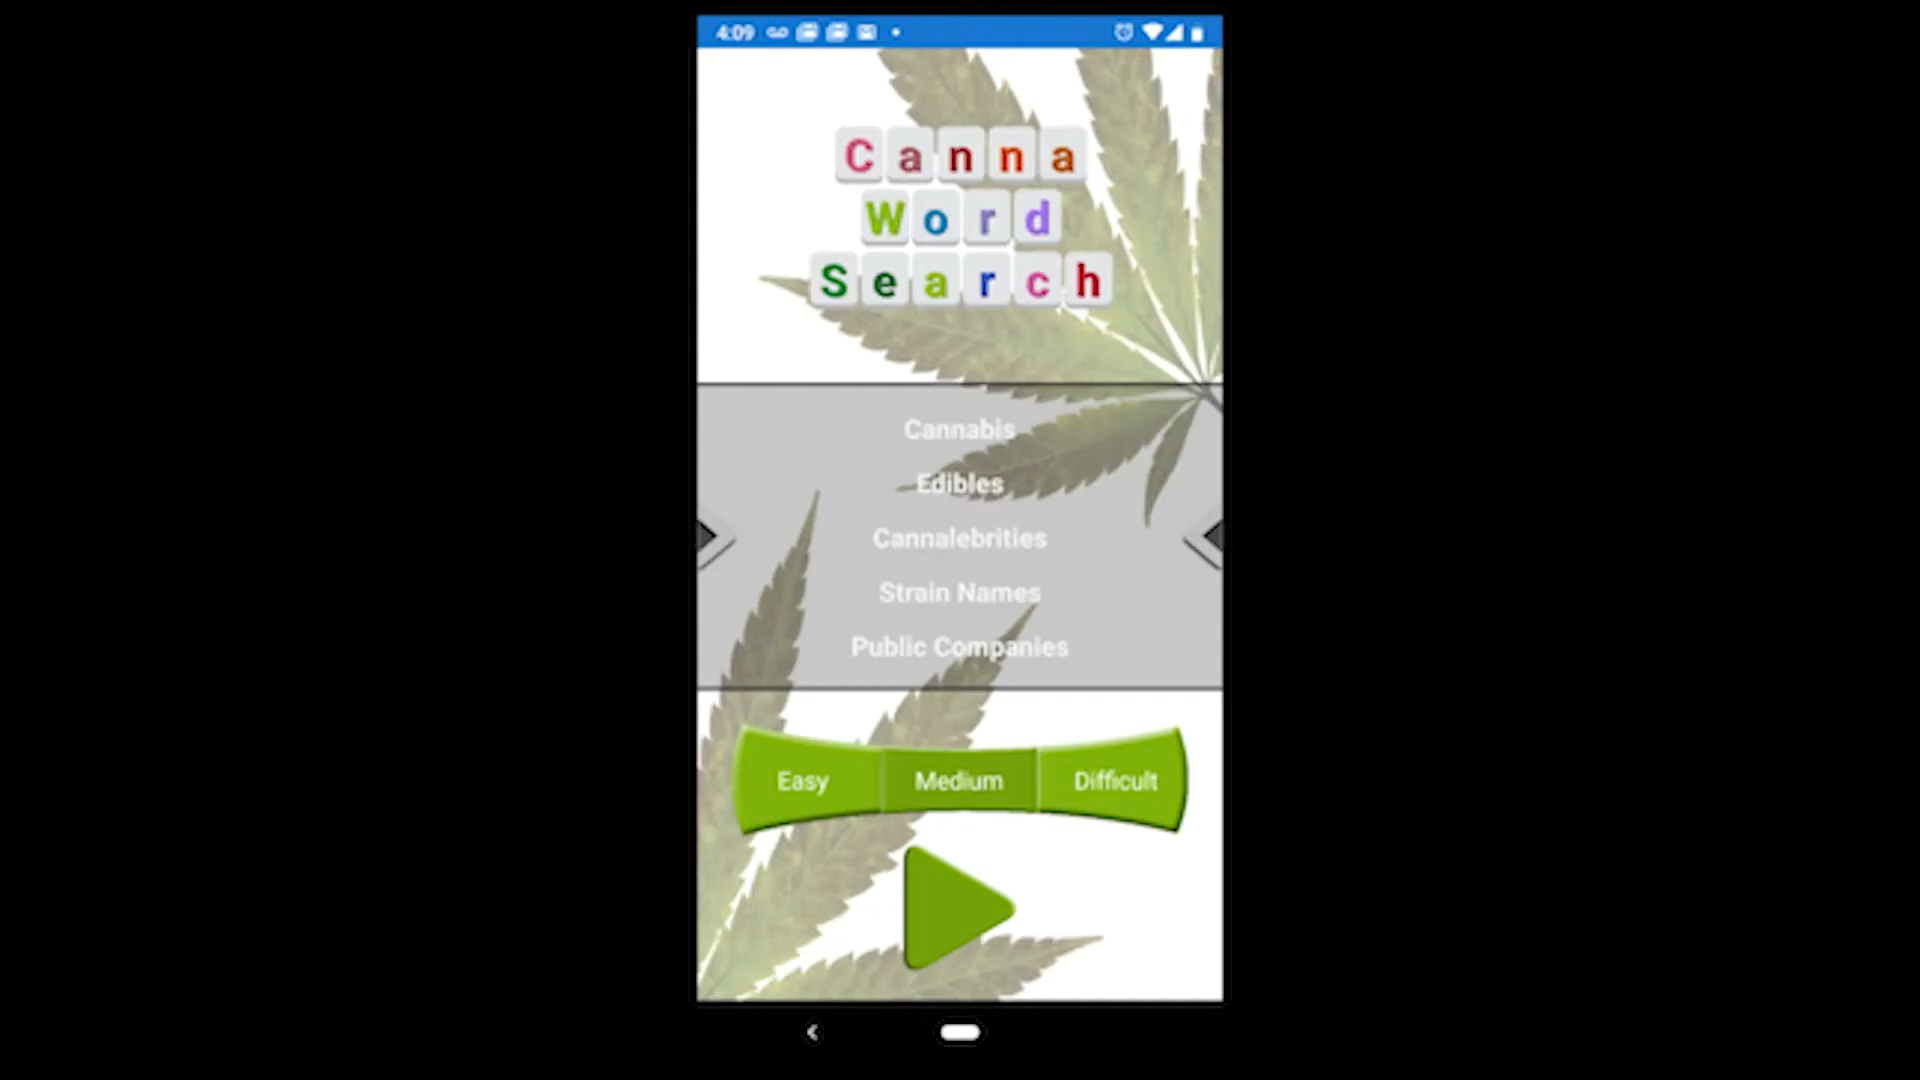 4:09
Canna
Word
Search
Cannabis
Edibles
Cannalebrities
Strain Names
Public Companies
Easy Medium Difficult